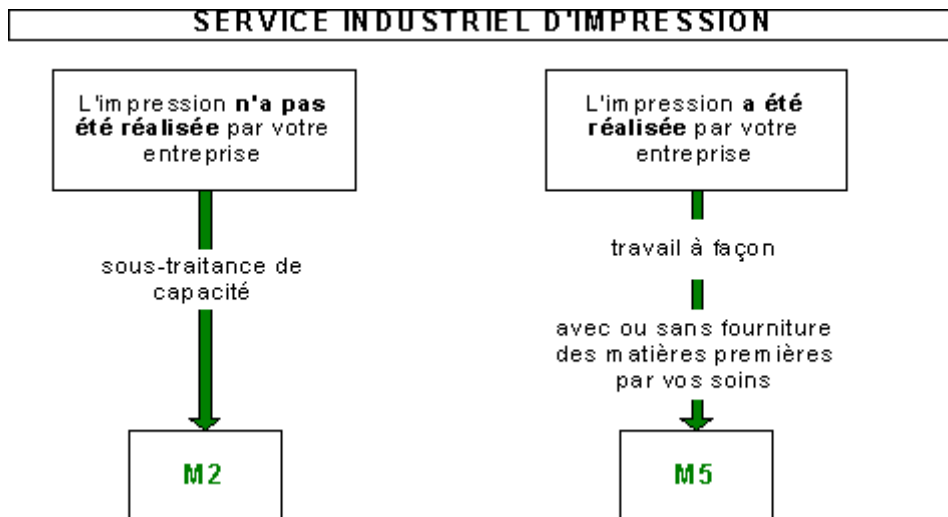 SERVICE INDUSTRIEL D'IMPRESSION
L'impression n'a pas
été réalisée par votre
entreprise
sous-traitance de
capacité
M2
L'impression a été
réalisée par votre
entreprise
travail à façon
avec ou sans fourniture
des matières premières
par vos soins
M5